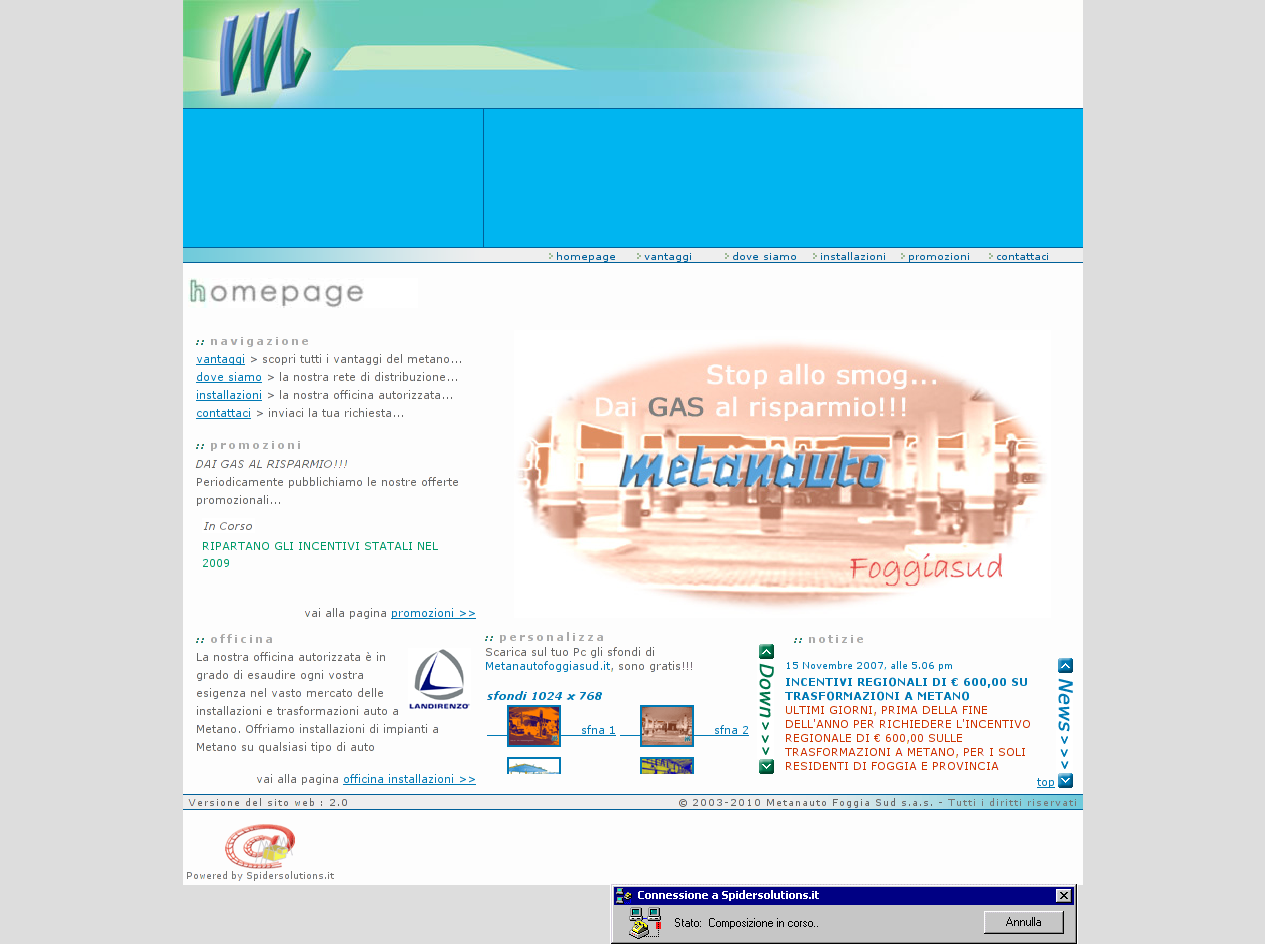 homepage vantaggi dove siamo installazioni promozioni contattaci
homepage
:: navigazione
vantaggi > scopri tutti i vantaggi del metano...
dove siamo > la nostra rete di distribuzione...
installazioni > la nostra officina autorizzata...
contattaci > inviaci la tua richiesta...
:: promozioni
DAI GAS AL RISPARMIO!!!
Periodicamente pubblichiamo le nostre offerte
promozionali...
In Corso
RIPARTANO GLI INCENTIVI STATALI NEL
2009
vai alla pagina promozioni >>
Stop allo smog...
Dai GAS al risparmio!!!
metanauto
Foggiasud
:: officina
La nostra officina autorizzata è in
grado di esaudire ogni vostra
esigenza nel vasto mercato delle
installazioni e trasformazioni auto a
Metano. Offriamo installazioni di impianti a
Metano su qualsiasi tipo di auto
LANDIRENZO
vai alla pagina officina installazioni >>
:: personalizza
Scarica sul tuo Pc gli sfondi di
Metanautofoggiasud.it, sono gratis!!!
sfondi 1024 x 768
sfna 1 sfna 2
Down > > >
:: notizie
15 Novembre 2007, alle 5.06 pm
INCENTIVI REGIONALI DI € 600,00 SU
TRASFORMAZIONI A METANO
ULTIMI GIORNI, PRIMA DELLA FINE
DELL'ANNO PER RICHIEDERE L'INCENTIVO
REGIONALE DI € 600,00 SULLE
TRASFORMAZIONI A METANO, PER I SOLI
RESIDENTI DI FOGGIA E PROVINCIA
top
News > > >
Versione del sito web : 2.0
© 2003-2010 Metanauto Foggia Sud s.a.s. - Tutti i diritti riservati
Powered by Spidersolutions.it
Connessione a Spidersolutions.it
Stato: Composizione in corso..
Annulla